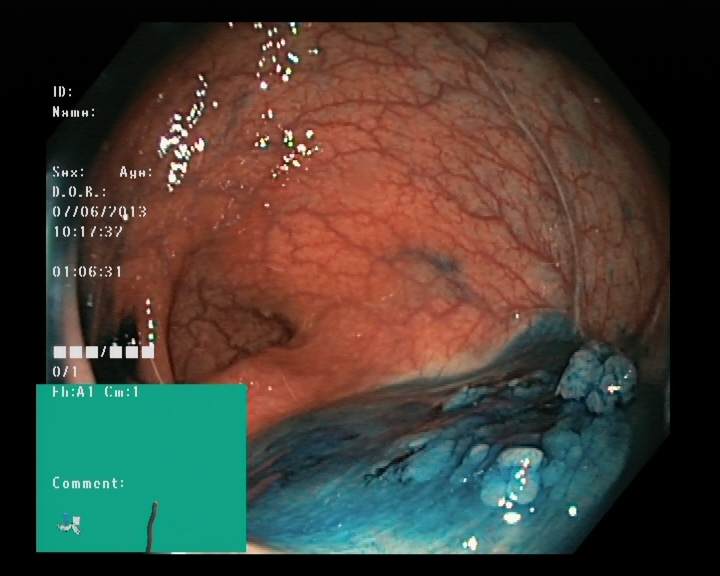 ID:
Name:
Sex: Age:
D.O.B.:
07/06/2013
10:17:32
01:06:31
■■■/■■■
0/1
Eh:A1 Cm:1
Comment: